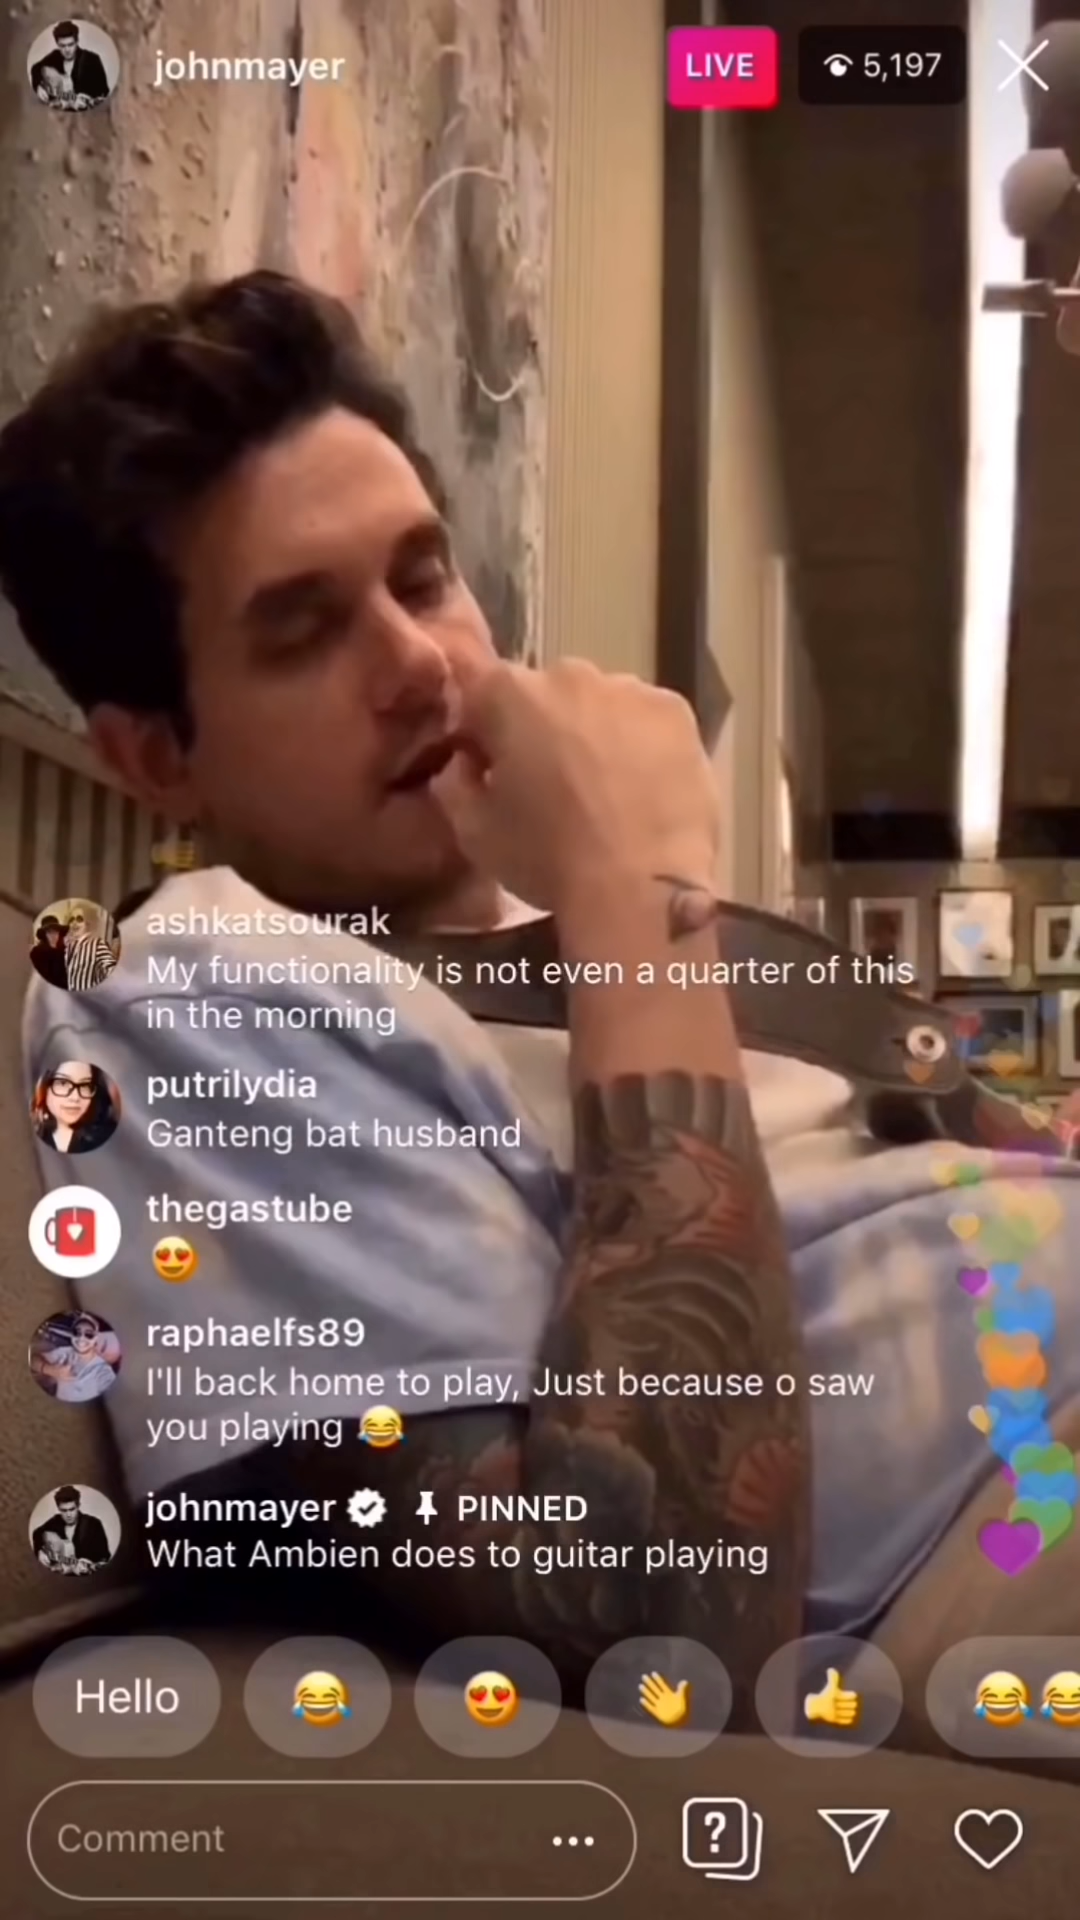 johnmayer
LIVE
5,197
ashkatsourak
My functionality is not even a quarter of this
in the morning
putrilydia
Ganteng bat husband
thegastube
😍
raphaelfs89
I'll back home to play, Just because o saw
you playing 😂
johnmayer PINNED
What Ambien does to guitar playing
Hello 😂 😍 👋 👍 😂😂
Comment ...
?